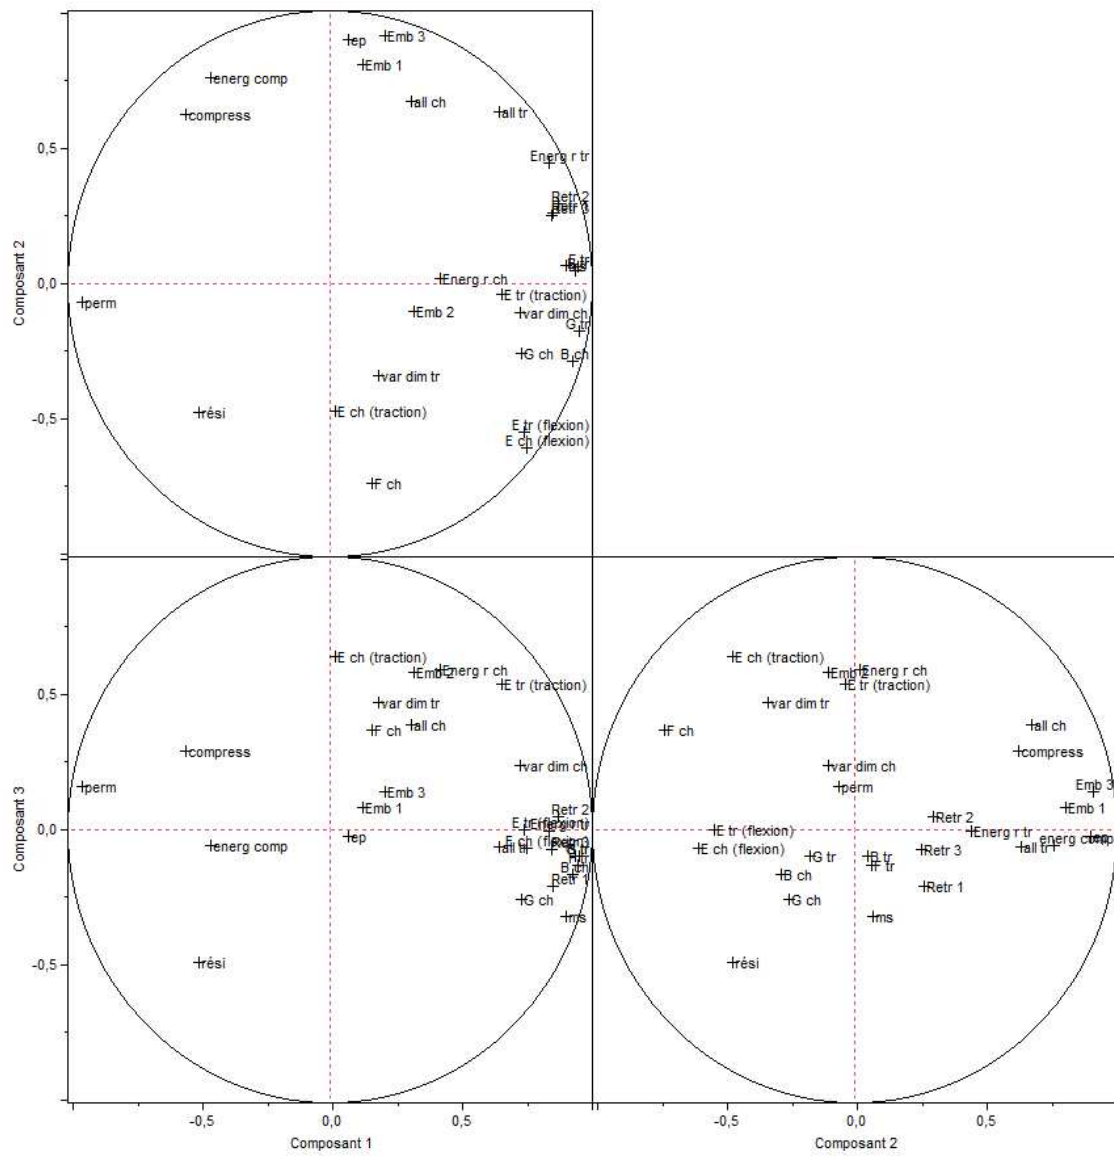 Emb 3
ep
Emb 1
energ comp
all ch
compress
all tr
0,5
Energ r tr
Retr 2
Retr 3
E tr
Composant 2
0,0
Energ r ch
perm
E tr (traction)
Emb 2
var dim ch
G tr
G ch
B ch
var dim tr
-0,5
rési
E ch (traction)
E tr (flexion)
E ch (flexion)
F ch
E ch (traction)
Energ r ch
Emb 2
E tr (traction)
0,5
var dim tr
F ch
all ch
compress
var dim ch
perm
Emb 3
Emb 1
Retr 2
E tr (flexion)
Energ r tr
Composant 3
0,0
ep
energ comp
all tr
E ch (flexion)
Retr 3
B ch
Retr 1
G ch
ms
rési
-0,5
E ch (traction)
Energ r ch
Emb 2
E tr (traction)
var dim tr
F ch
all ch
compress
var dim ch
perm
Emb 3
Emb 1
Retr 2
E tr (flexion)
Energ r tr
ep
energ comp
E ch (flexion)
all tr
G tr
B tr
Retr 3
F tr
B ch
Retr 1
G ch
ms
rési
-0,5
0,0
0,5
Composant 1
-0,5
0,0
0,5
Composant 2